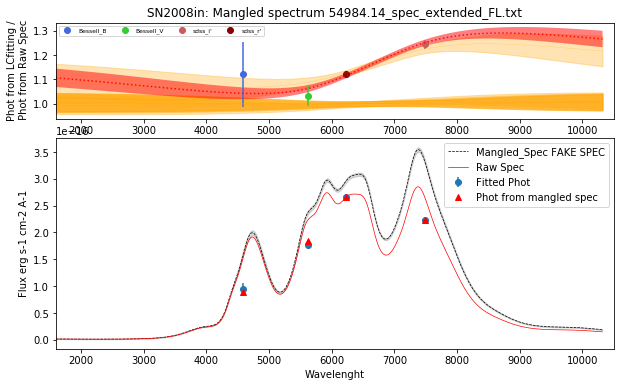 SN2008in: Mangled spectrum 54984.14_spec_extended_FL.txt
Phot from LCfitting /
Phot from Raw Spec
1.3
1.2
1.1
1.0
Bessell_B Bessell_V sdss_i' sdss_r'
2000 3000 4000 5000 6000 7000 8000 9000 10000
1e−16
Flux erg s-1 cm-2 A-1
3.5
3.0
2.5
2.0
1.5
1.0
0.5
0.0
Mangled_Spec FAKE SPEC
Raw Spec
Fitted Phot
Phot from mangled spec
2000 3000 4000 5000 6000 7000 8000 9000 10000
Wavelenght